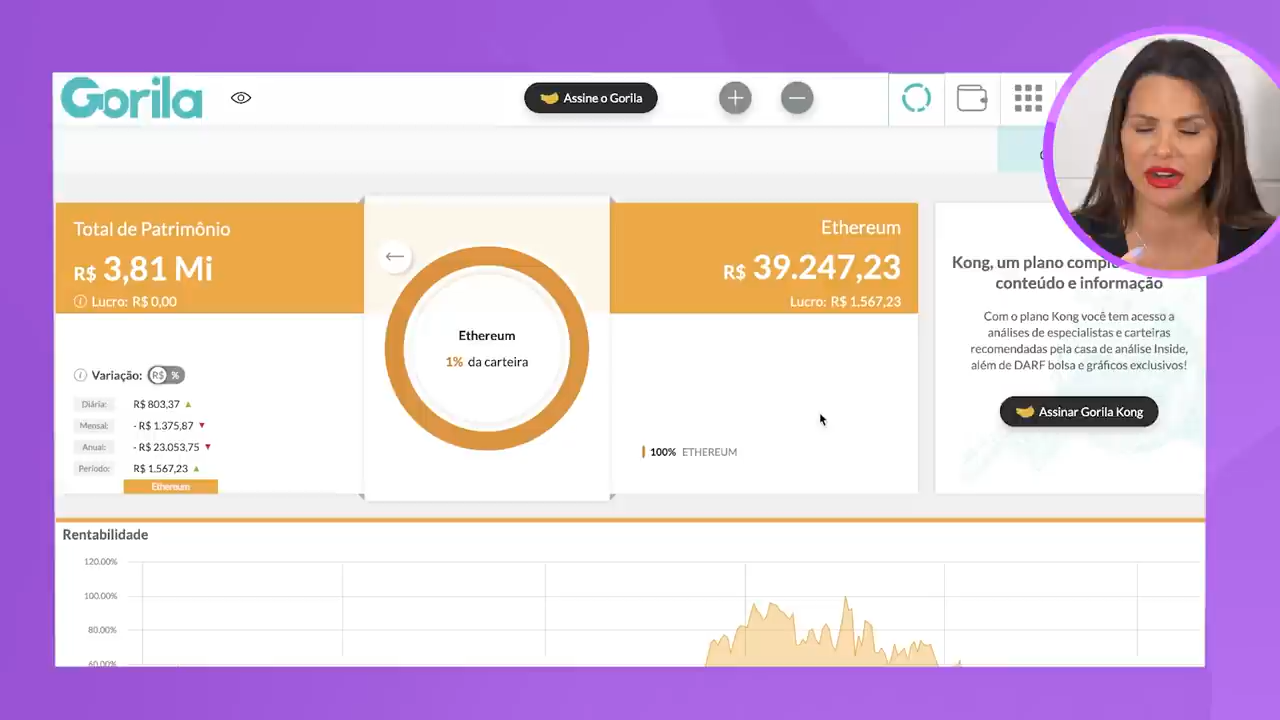 Gorila
Assine o Gorila
Total de Patrimônio
R$ 3,81 Mi
Lucro: R$ 0,00
Ethereum
1% da carteira
Ethereum
R$ 39.247,23
Lucro: R$ 1.567,23
Variação: R$ %
Diária: R$ 803,37
Mensal: - R$ 1.375,87
Anual: - R$ 23.053,75
Período: R$ 1.567,23
Ethereum
100% ETHEREUM
Kong, um plano
conteúdo e informação
Com o plano Kong você tem acesso a
análises de especialistas e carteiras
recomendadas pela casa de análise Inside,
além de DARF bolsa e gráficos exclusivos!
Assinar Gorila Kong
Rentabilidade
120.00%
100.00%
80.00%
60.00%